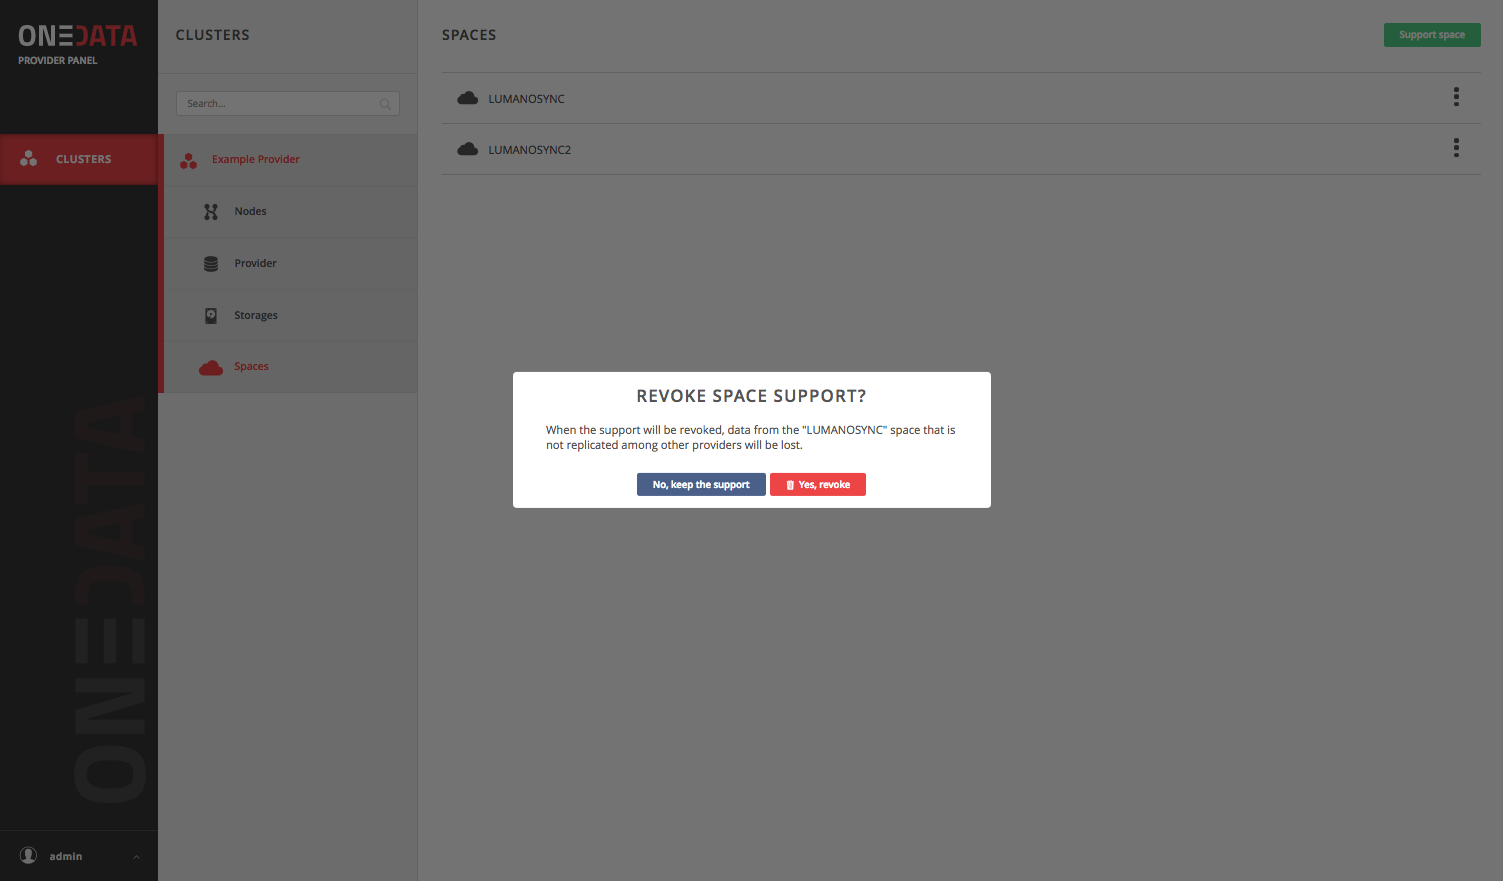 ONEDATA
PROVIDER PANEL
CLUSTERS
admin
ONEDATA
CLUSTERS
Search...
Example Provider
Nodes
Provider
Storages
Spaces
SPACES
Support space
LUMANOSYNC
LUMANOSYNC2
REVOKE SPACE SUPPORT?
When the support will be revoked, data from the "LUMANOSYNC" space that is
not replicated among other providers will be lost.
No, keep the support
Yes, revoke